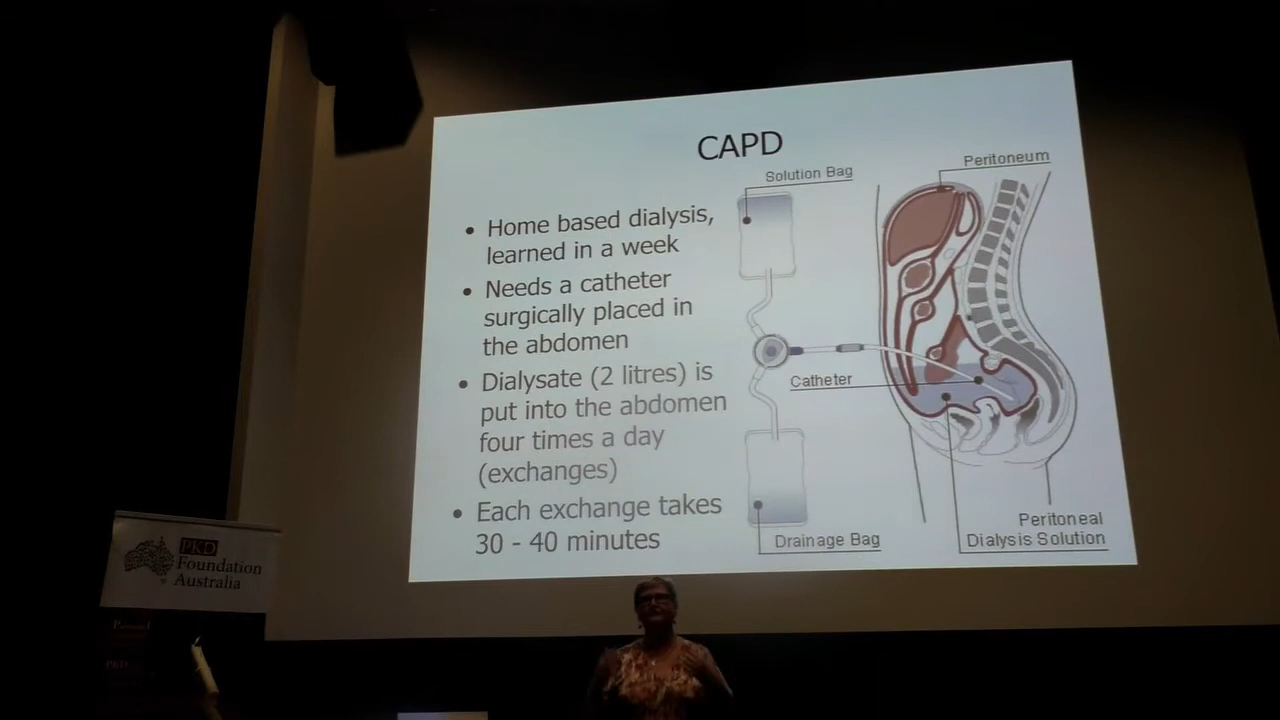 CAPD
• Home based dialysis,
learned in a week
• Needs a catheter
surgically placed in
the abdomen
• Dialysate (2 litres) is
put into the abdomen
four times a day
(exchanges)
• Each exchange takes
30 - 40 minutes
Solution Bag
Peritoneum
Catheter
Drainage Bag
Peritoneal
Dialysis Solution
PKD
Foundation
Australia